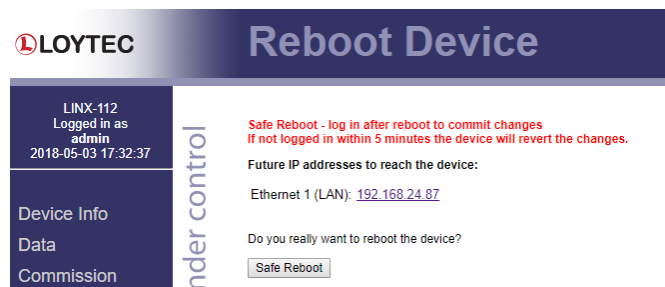 LOYTEC
Reboot Device
LINX-112
Logged in as
admin
2018-05-03 17:32:37
Device Info
Data
Commission
nder control
Safe Reboot - log in after reboot to commit changes
If not logged in within 5 minutes the device will revert the changes.
Future IP addresses to reach the device:
Ethernet 1 (LAN): 192.168.24.87
Do you really want to reboot the device?
Safe Reboot